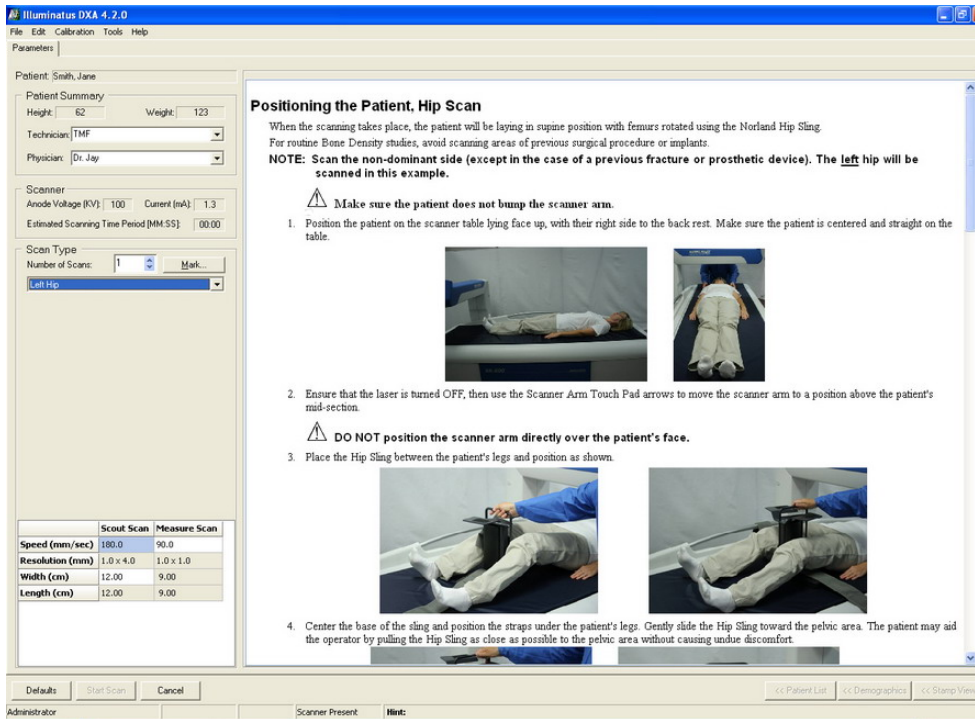 Illuminatus DXA 4.2.0
File Edit Calibration Tools Help
Parameters
Patient: Smith, Jane
Patient Summary
Height: 62 Weight: 123
Technician: TMF
Physician: Dr. Jay
Scanner
Anode Voltage (KV): 100 Current (mA): 1.3
Estimated Scanning Time Period [MM:SS]: 00:00
Scan Type
Number of Scans: 1 Mark...
Left Hip
Scout Scan Measure Scan
Speed (mm/sec) 180.0 90.0
Resolution (mm) 1.0 x 4.0 1.0 x 1.0
Width (cm) 12.00 9.00
Length (cm) 12.00 9.00
Positioning the Patient, Hip Scan
When the scanning takes place, the patient will be laying in supine position with femurs rotated using the Norland Hip Sling.
For routine Bone Density studies, avoid scanning areas of previous surgical procedure or implants.
NOTE: Scan the non-dominant side (except in the case of a previous fracture or prosthetic device). The left hip will be
scanned in this example.
Make sure the patient does not bump the scanner arm.
1. Position the patient on the scanner table lying face up, with their right side to the back rest. Make sure the patient is centered and straight on the
table.
2. Ensure that the laser is turned OFF, then use the Scanner Arm Touch Pad arrows to move the scanner arm to a position above the patient's
mid-section.
DO NOT position the scanner arm directly over the patient's face.
3. Place the Hip Sling between the patient's legs and position as shown.
4. Center the base of the sling and position the straps under the patient's legs. Gently slide the Hip Sling toward the pelvic area. The patient may aid
the operator by pulling the Hip Sling as close as possible to the pelvic area without causing undue discomfort.
Defaults Start Scan Cancel << Patient List << Demographics << Stamp View
Administrator Scanner Present Hint: